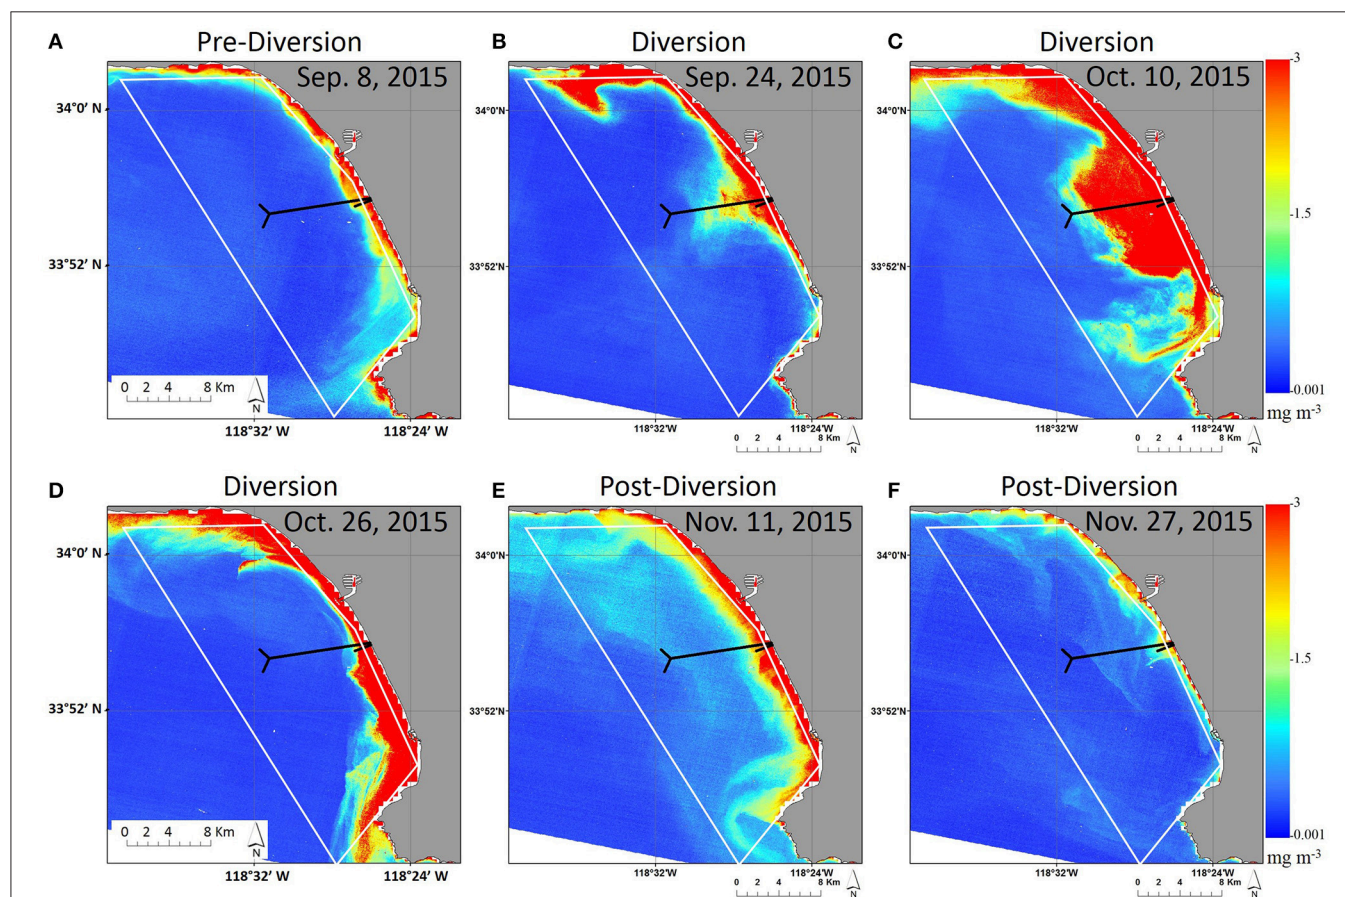 A
Pre-Diversion
Sep. 8, 2015
34°0′ N
33°52′ N
0 2 4 8 Km
N
118°32′ W
118°24′ W
B
Diversion
Sep. 24, 2015
34°0′N
33°52′ N
118°32′W
118°24′W
0 2 4 8 Km
N
C
Diversion
Oct. 10, 2015
34°0′N
33°52′ N
118°32′W
118°24′W
0 2 4 8 Km
N
3
1.5
0.001
mg m-3
D
Diversion
Oct. 26, 2015
34°0′ N
33°52′ N
0 2 4 8 Km
N
118°32′ W
118°24′ W
E
Post-Diversion
Nov. 11, 2015
34°0′N
33°52′ N
118°32′W
118°24′W
0 2 4 8 Km
N
F
Post-Diversion
Nov. 27, 2015
34°0′N
33°52′ N
118°32′W
118°24′W
0 2 4 8 Km
N
3
1.5
0.001
mg m-3